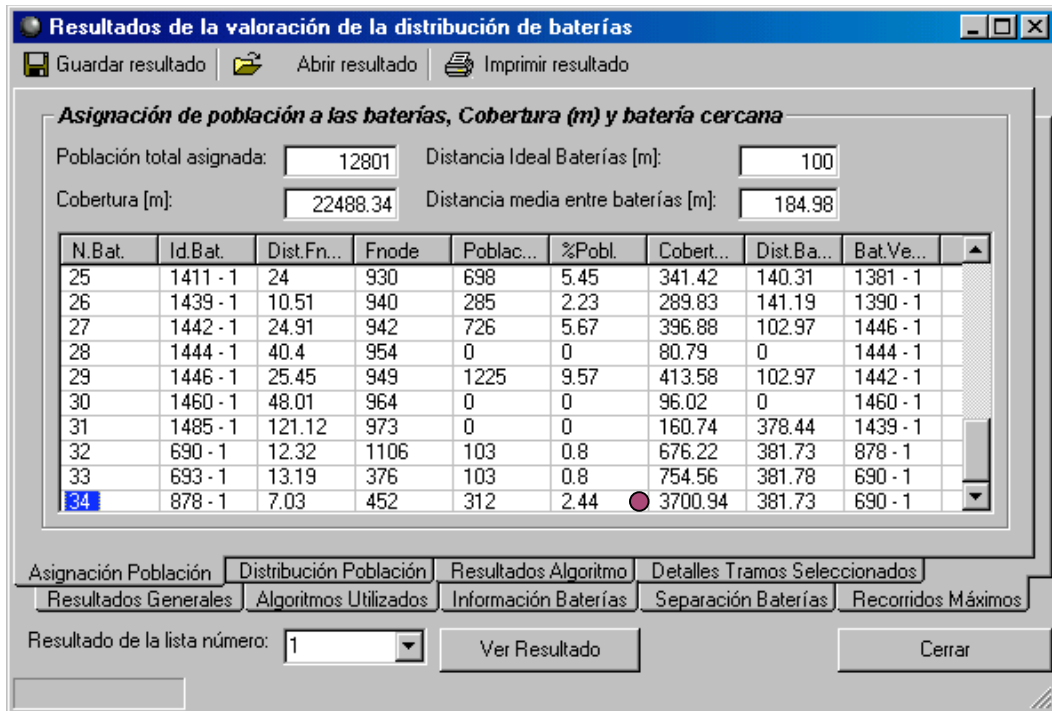 Resultados de la valoración de la distribución de baterías
Guardar resultado Abrir resultado Imprimir resultado
Asignación de población a las baterías, Cobertura (m) y batería cercana
Población total asignada: 12801 Distancia Ideal Baterías [m]: 100
Cobertura [m]: 22488.34 Distancia media entre baterías [m]: 184.98
N.Bat. Id.Bat. Dist.Fn... Fnode Poblac... %Pobl. Cobert... Dist.Ba... Bat.Ve...
25 1411 - 1 24 930 698 5.45 341.42 140.31 1381 - 1
26 1439 - 1 10.51 940 285 2.23 289.83 141.19 1390 - 1
27 1442 - 1 24.91 942 726 5.67 396.88 102.97 1446 - 1
28 1444 - 1 40.4 954 0 0 80.79 0 1444 - 1
29 1446 - 1 25.45 949 1225 9.57 413.58 102.97 1442 - 1
30 1460 - 1 48.01 964 0 0 96.02 0 1460 - 1
31 1485 - 1 121.12 973 0 0 160.74 378.44 1439 - 1
32 690 - 1 12.32 1106 103 0.8 676.22 381.73 878 - 1
33 693 - 1 13.19 376 103 0.8 754.56 381.78 690 - 1
34 878 - 1 7.03 452 312 2.44 3700.94 381.73 690 - 1
Asignación Población Distribución Población Resultados Algoritmo Detalles Tramos Seleccionados
Resultados Generales Algoritmos Utilizados Información Baterías Separación Baterías Recorridos Máximos
Resultado de la lista número: 1 Ver Resultado Cerrar